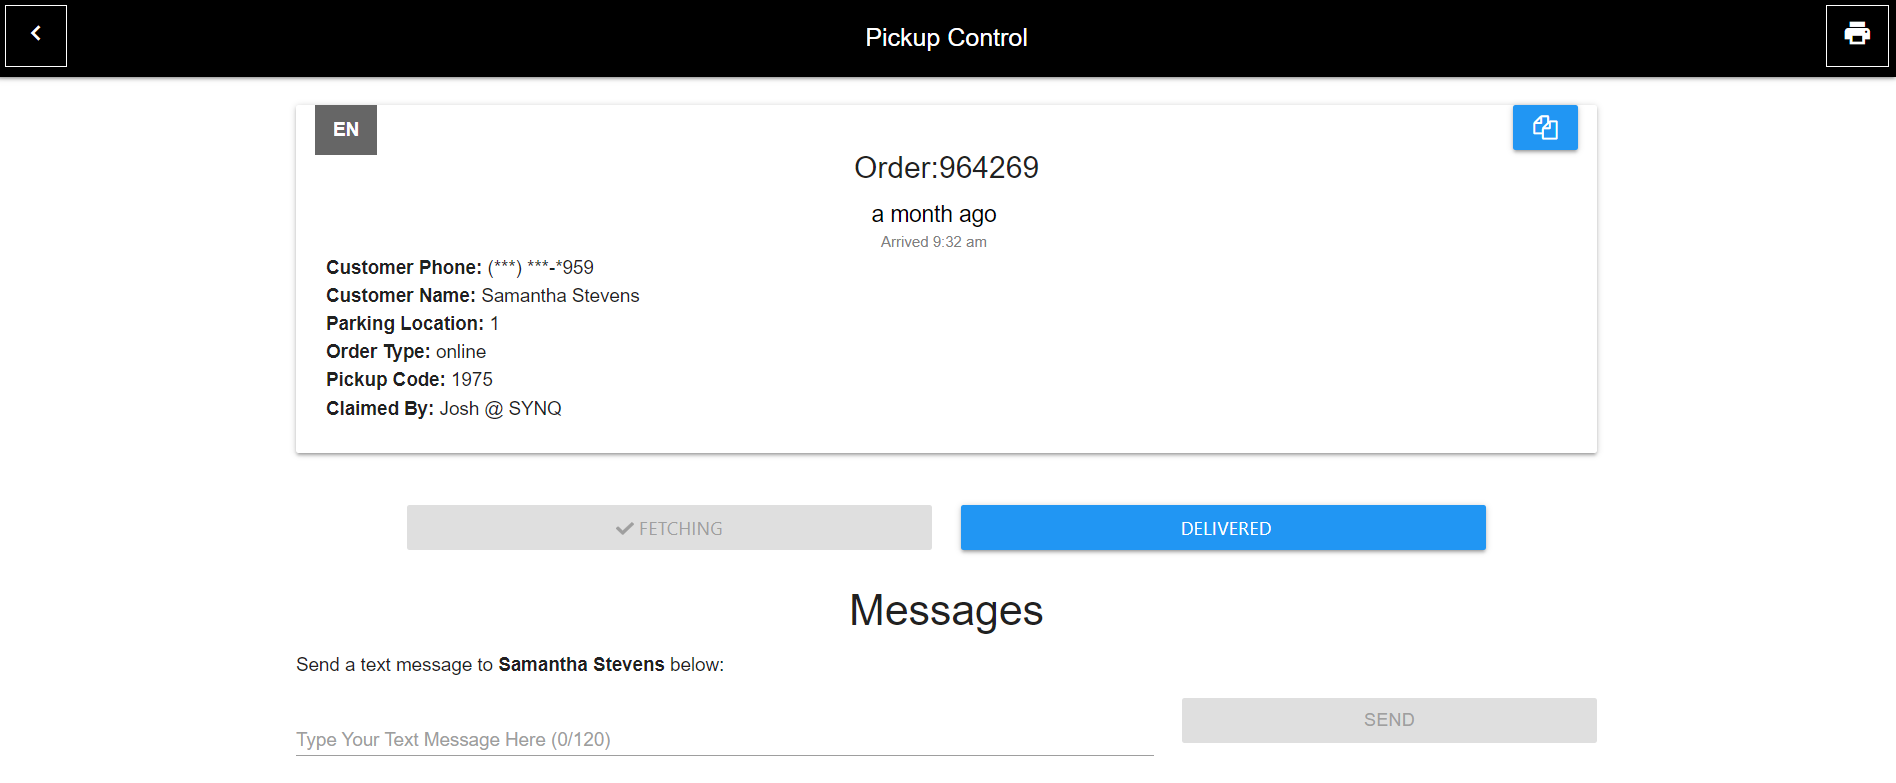 Pickup Control
EN
Order:964269
a month ago
Arrived 9:32 am
Customer Phone: (***) ***-*959
Customer Name: Samantha Stevens
Parking Location: 1
Order Type: online
Pickup Code: 1975
Claimed By: Josh @ SYNQ
FETCHING
DELIVERED
Messages
Send a text message to Samantha Stevens below:
Type Your Text Message Here (0/120)
SEND